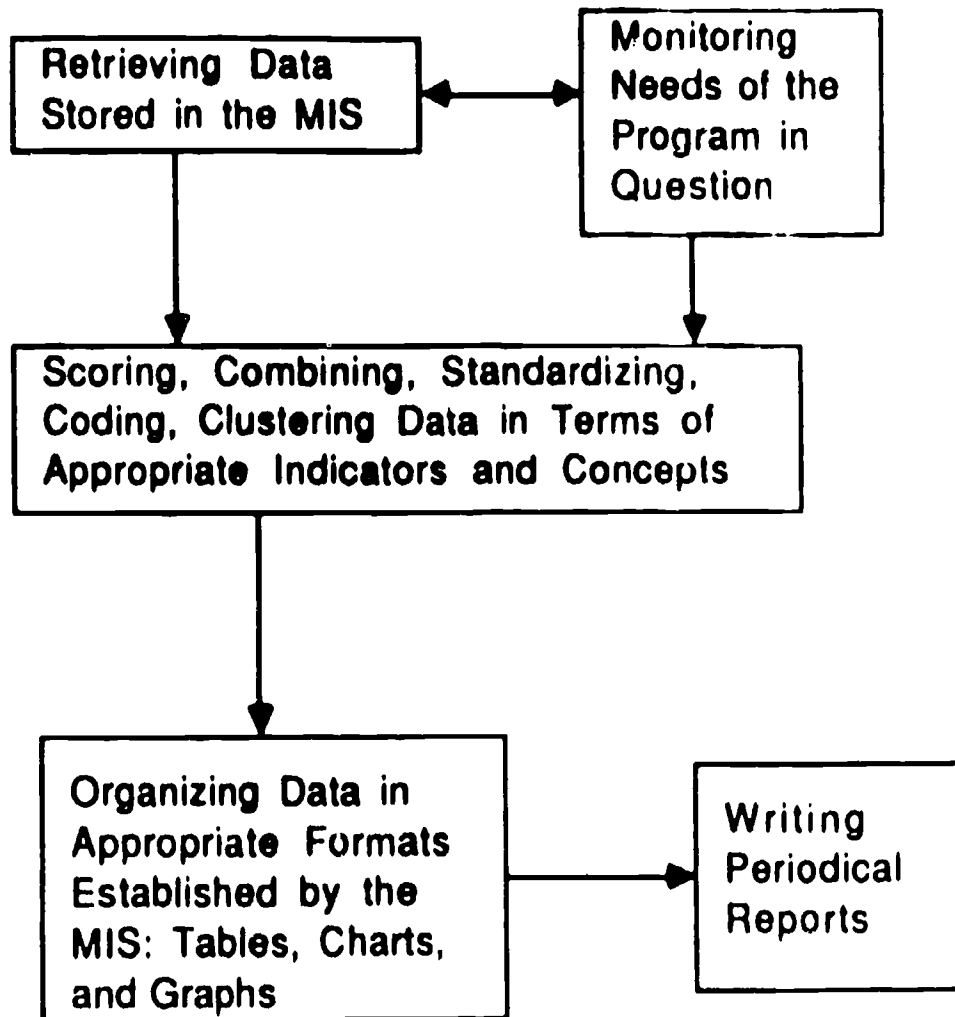 Retrieving Data
Stored in the MIS
Monitoring
Needs of the
Program in
Question
Scoring, Combining, Standardizing,
Coding, Clustering Data in Terms of
Appropriate Indicators and Concepts
Organizing Data in
Appropriate Formats
Established by the
MIS: Tables, Charts,
and Graphs
Writing
Periodical
Reports